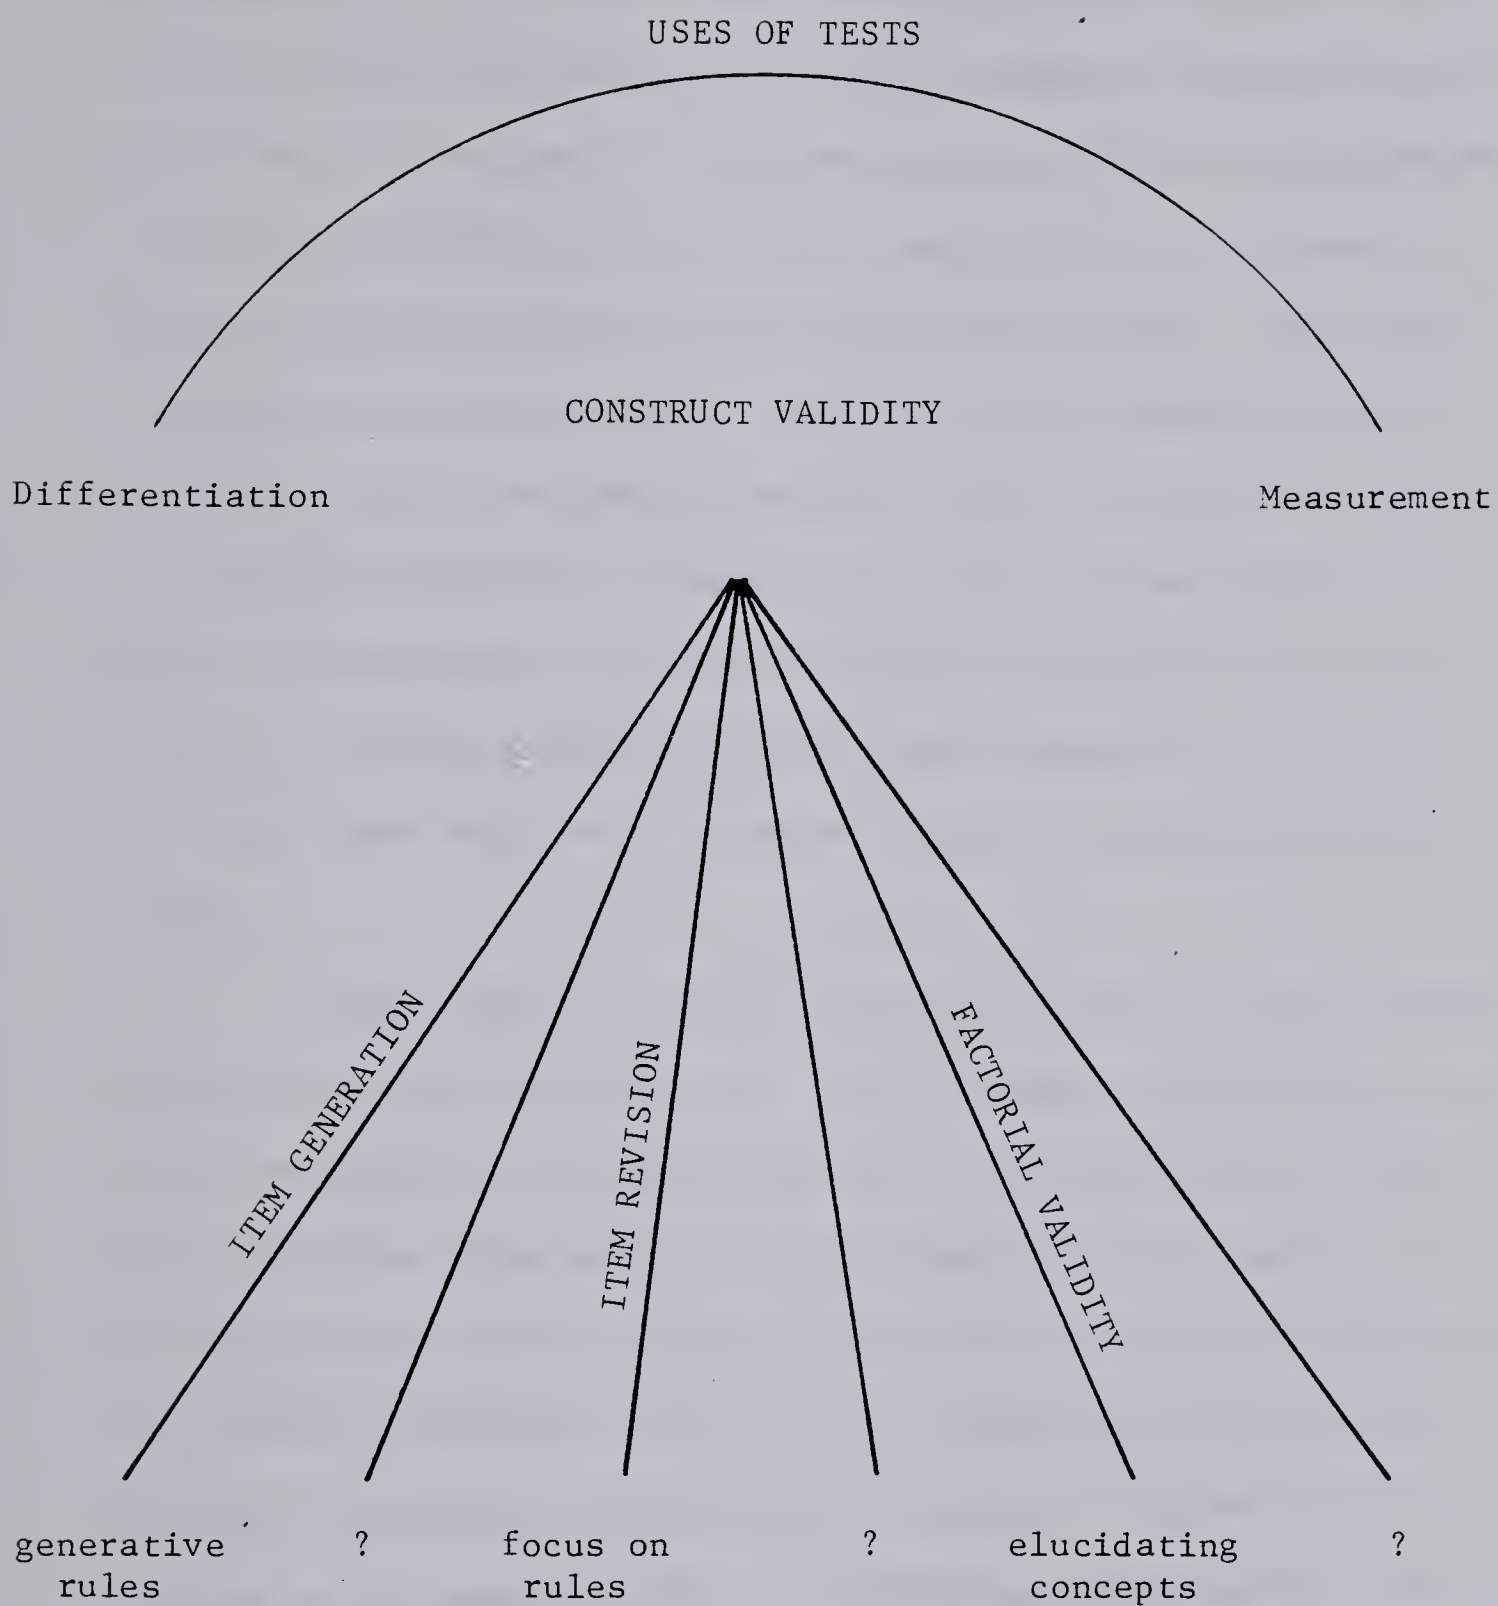 USES OF TESTS
CONSTRUCT VALIDITY
Differentiation
Measurement
ITEM GENERATION
ITEM REVISION
FACTORIAL VALIDITY
generative rules
?
focus on rules
?
elucidating concepts
?